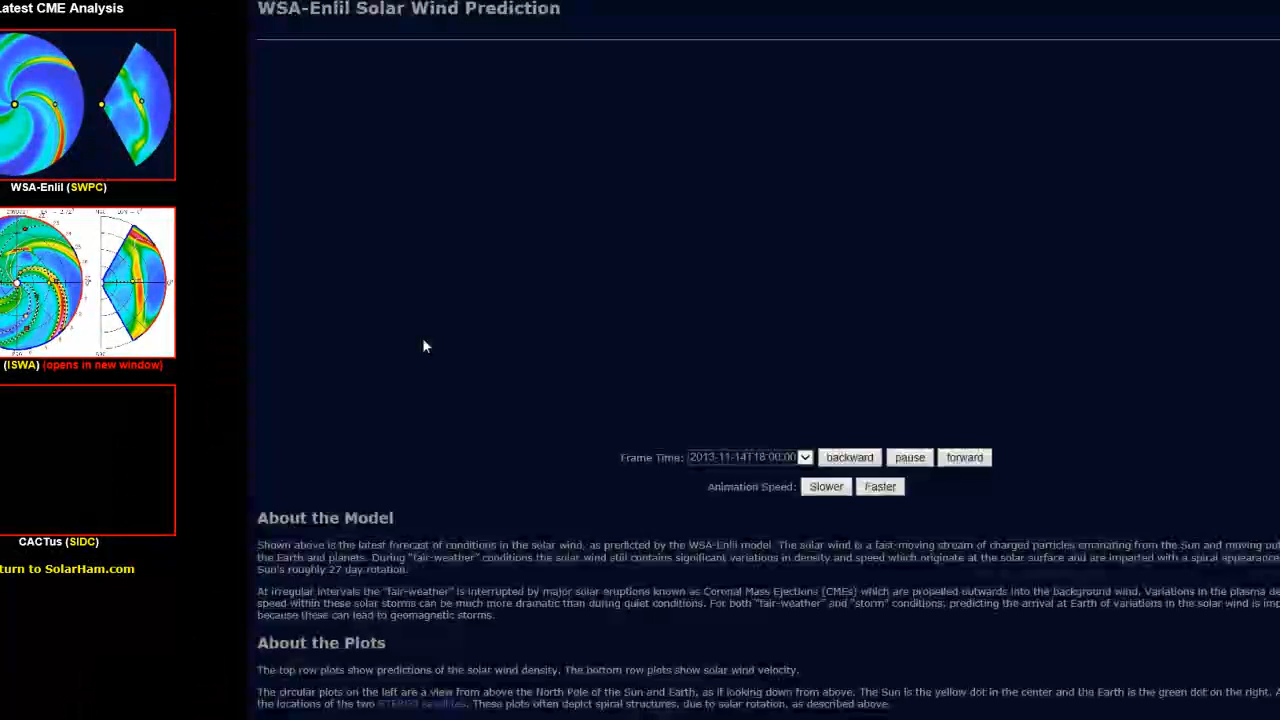 Latest CME Analysis
WSA-Enlil (SWPC)
(ISWA) (opens in new window)
CACTus (SIDC)
turn to SolarHam.com
WSA-Enlil Solar Wind Prediction
Frame Time: 2013-11-14T18:00:00 backward pause forward
Animation Speed: Slower Faster
About the Model
Shown above is the latest forecast of conditions in the solar wind, as predicted by the WSA-Enlil model. The solar wind is a fast-moving stream of charged particles emanating from the Sun and moving out
the Earth and planets. During "fair-weather" conditions the solar wind still contains significant variations in density and speed which originate at the solar surface and are imparted with a spiral appearance
Sun's roughly 27 day rotation.
At irregular intervals the "fair-weather" is interrupted by major solar eruptions known as Coronal Mass Ejections (CMEs) which are propelled outwards into the background wind. Variations in the plasma de
speed within these solar storms can be much more dramatic than during quiet conditions. For both "fair-weather" and "storm" conditions, predicting the arrival at Earth of variations in the solar wind is imp
because these can lead to geomagnetic storms.
About the Plots
The top row plots show predictions of the solar wind density. The bottom row plots show solar wind velocity.
The circular plots on the left are a view from above the North Pole of the Sun and Earth, as if looking down from above. The Sun is the yellow dot in the center and the Earth is the green dot on the right. A
the locations of the two STEREO satellites. These plots often depict spiral structures, due to solar rotation, as described above.